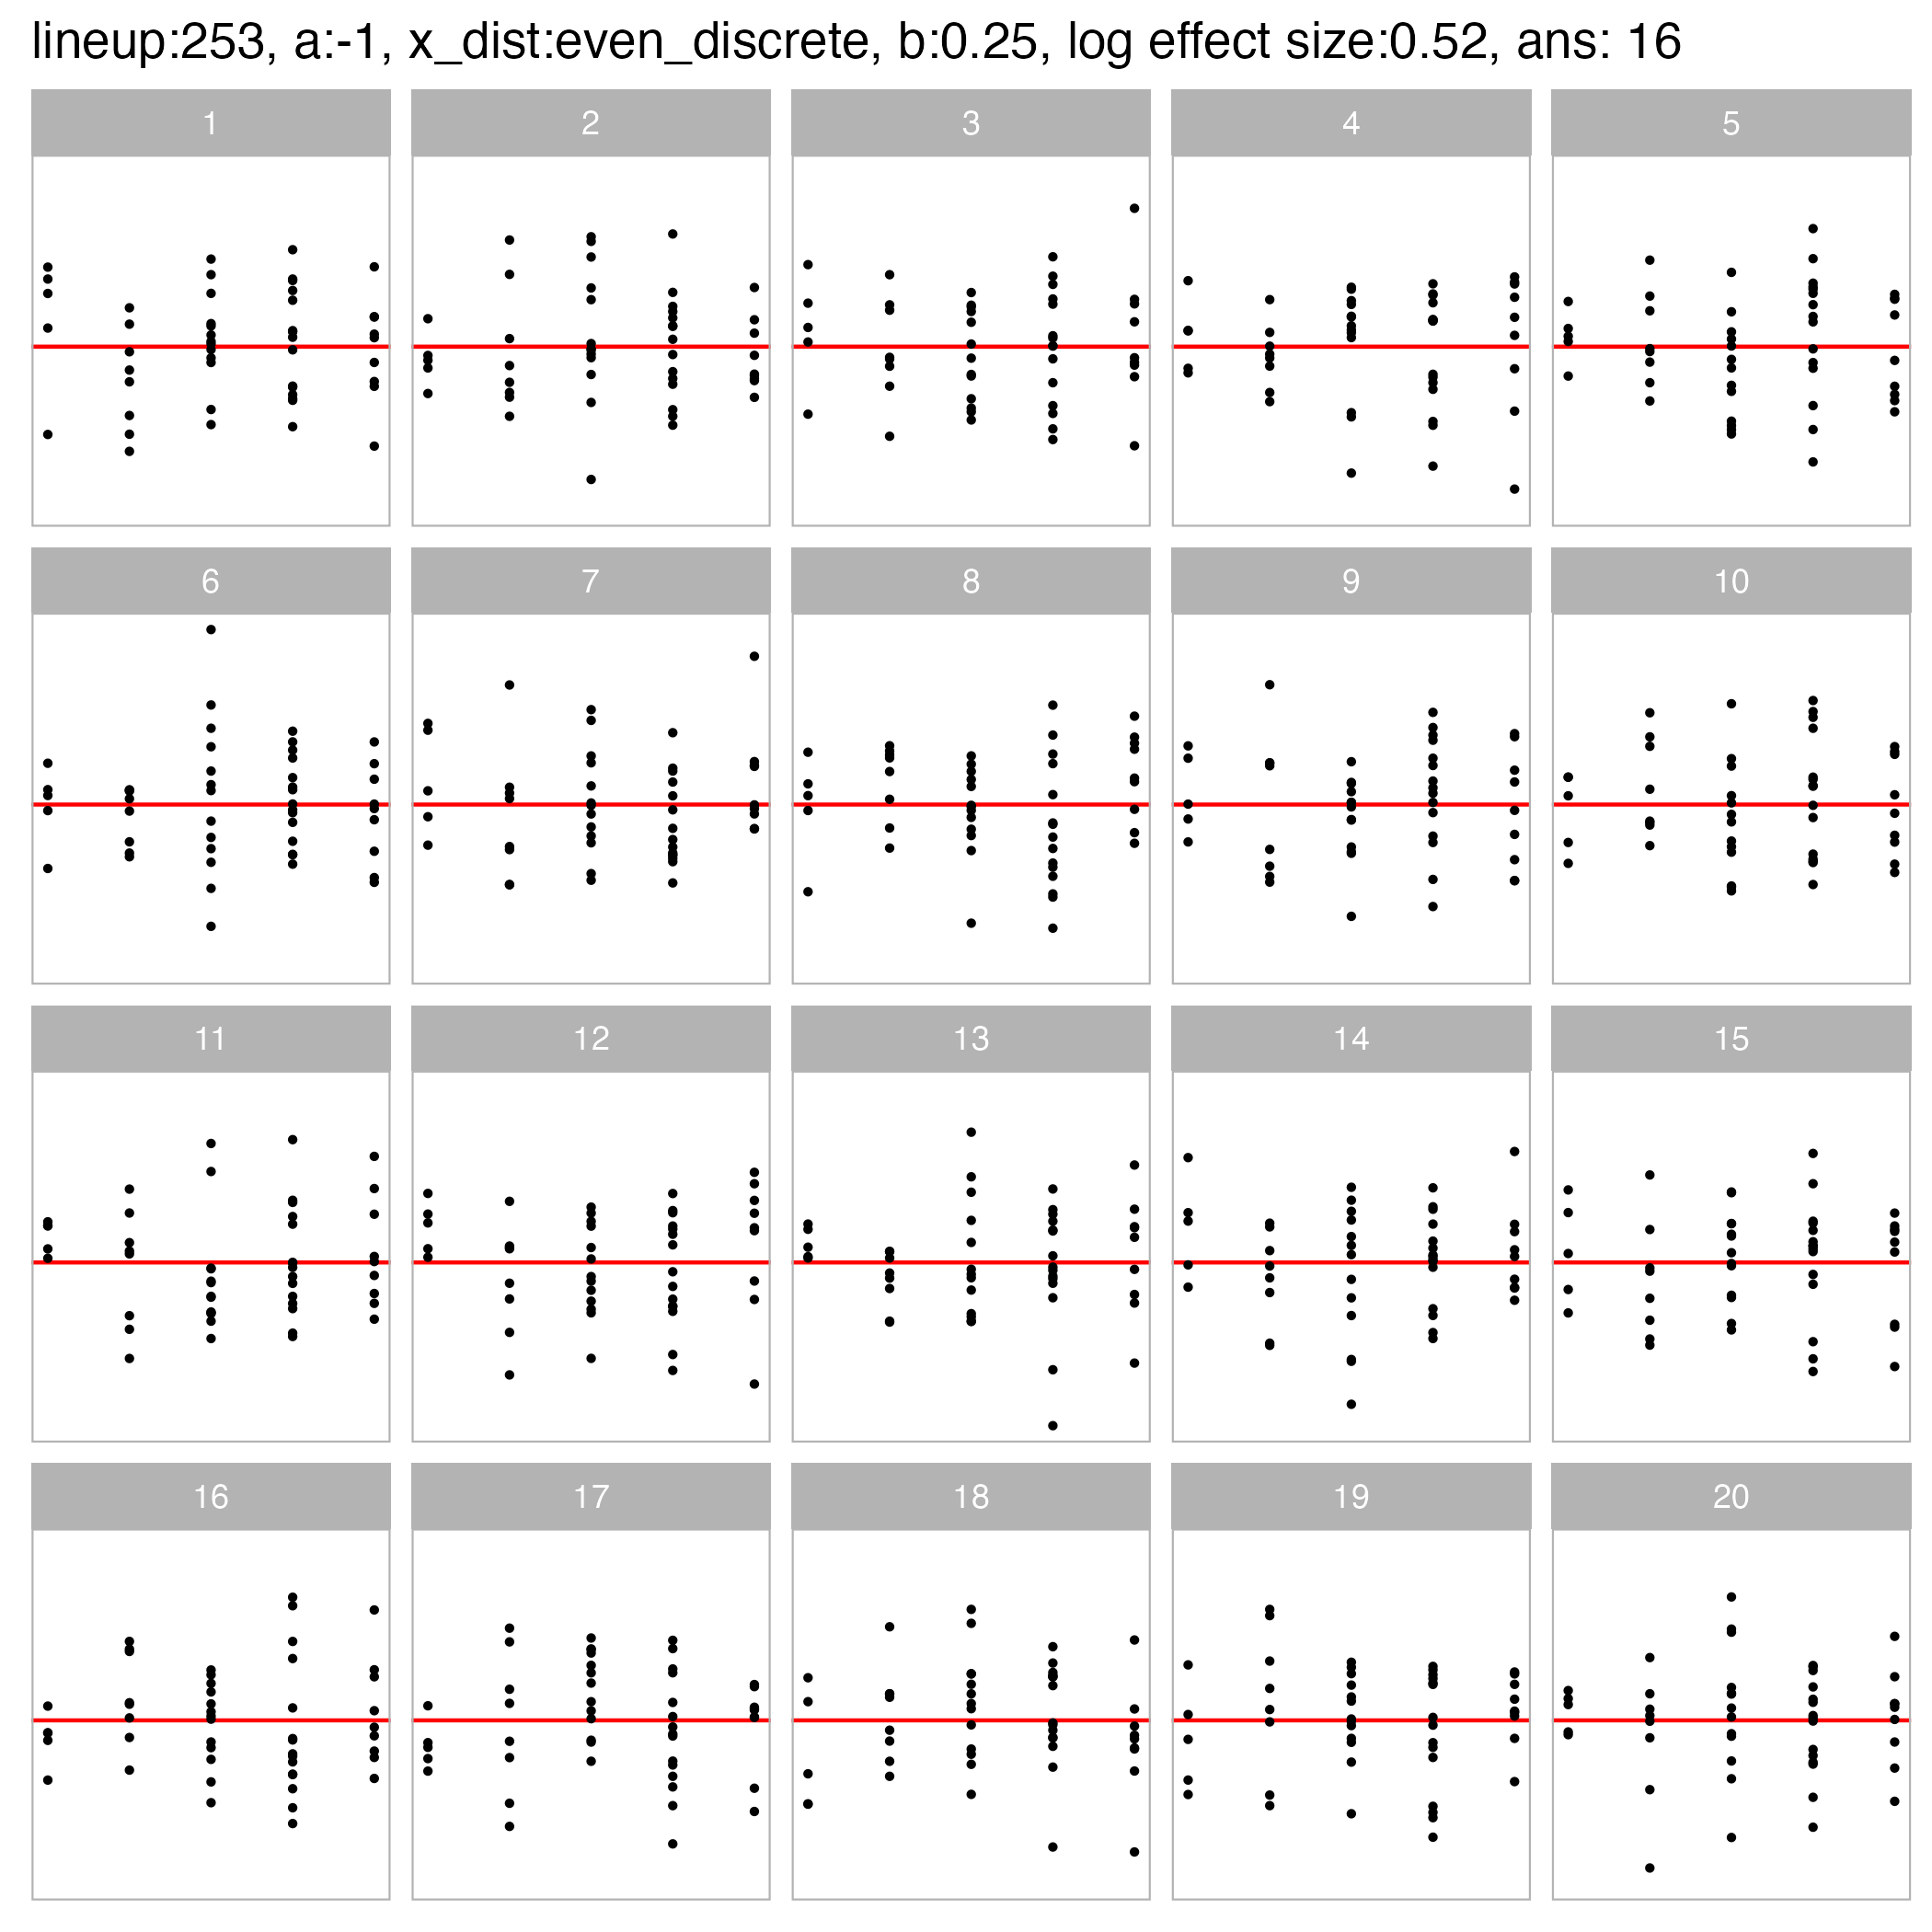 lineup:253, a:-1, x_dist:even_discrete, b:0.25, log effect size:0.52, ans: 16
1 2 3 4 5
6 7 8 9 10
11 12 13 14 15
16 17 18 19 20